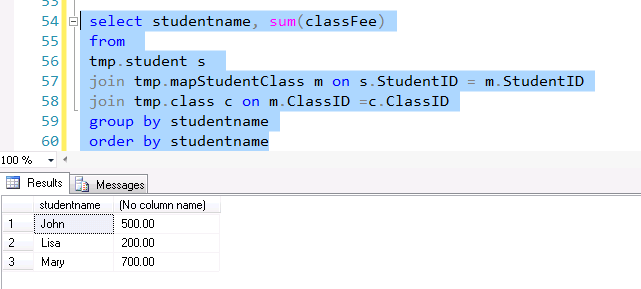 53
54 select studentname, sum(classFee)
55 from
56 tmp.student s
57 join tmp.mapStudentClass m on s.StudentID = m.StudentID
58 join tmp.class c on m.ClassID =c.ClassID
59 group by studentname
60 order by studentname
100 %
Results Messages
studentname (No column name)
1 John 500.00
2 Lisa 200.00
3 Mary 700.00